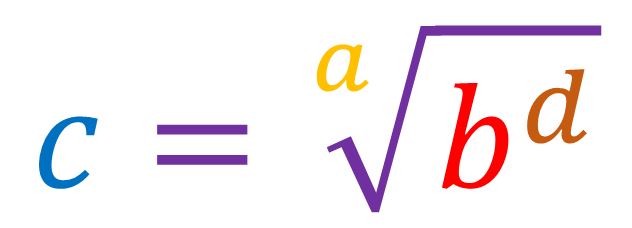 c = ᵃ√bᵈ